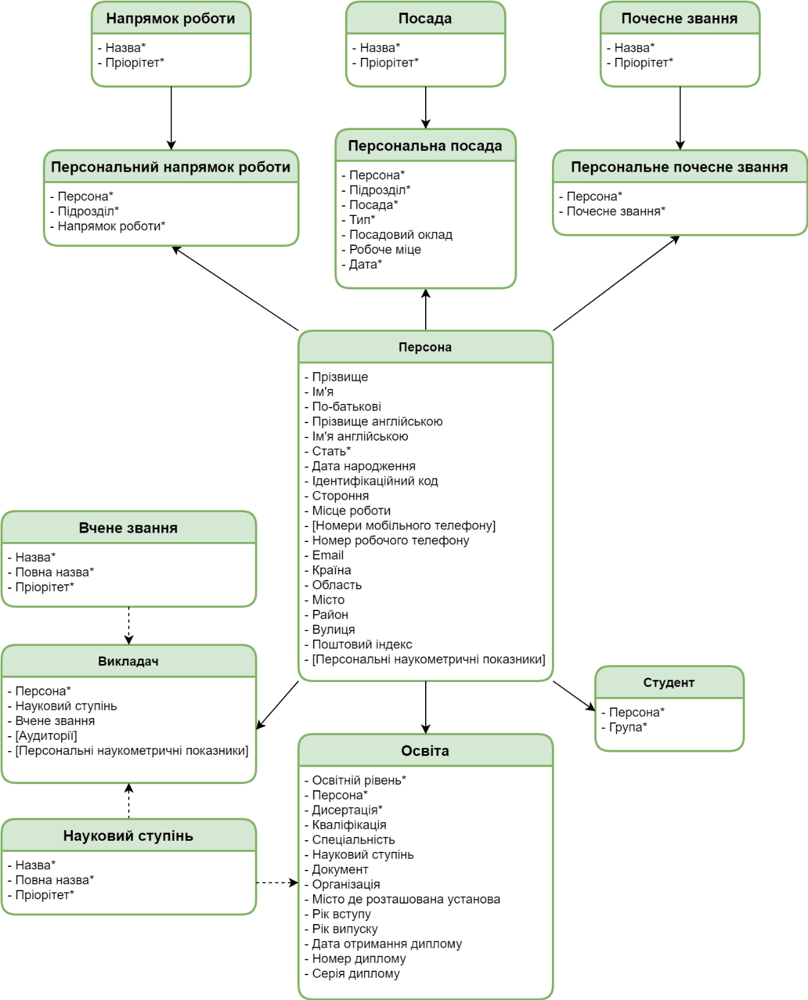 Напрямок роботи
- Назва*
- Пріорітет*
Посада
- Назва*
- Пріорітет*
Почесне звання
- Назва*
- Пріорітет*
Персональний напрямок роботи
- Персона*
- Підрозділ*
- Напрямок роботи*
Персональна посада
- Персона*
- Підрозділ*
- Посада*
- Тип*
- Посадовий оклад
- Робоче міце
- Дата*
Персональне почесне звання
- Персона*
- Почесне звання*
Персона
- Прізвище
- Ім'я
- По-батькові
- Прізвище англійською
- Ім'я англійською
- Стать*
- Дата народження
- Ідентифікаційний код
- Стороння
- Місце роботи
- [Номери мобільного телефону]
- Номер робочого телефону
- Email
- Країна
- Область
- Місто
- Район
- Вулиця
- Поштовий індекс
- [Персональні наукометричні показники]
Вчене звання
- Назва*
- Повна назва*
- Пріорітет*
Викладач
- Персона*
- Науковий ступінь
- Вчене звання
- [Аудиторії]
- [Персональні наукометричні показники]
Студент
- Персона*
- Група*
Науковий ступінь
- Назва*
- Повна назва*
- Пріорітет*
Освіта
- Освітній рівень*
- Персона*
- Дисертація*
- Кваліфікація
- Спеціальність
- Науковий ступінь
- Документ
- Організація
- Місто де розташована установа
- Рік вступу
- Рік випуску
- Дата отримання диплому
- Номер диплому
- Серія диплому